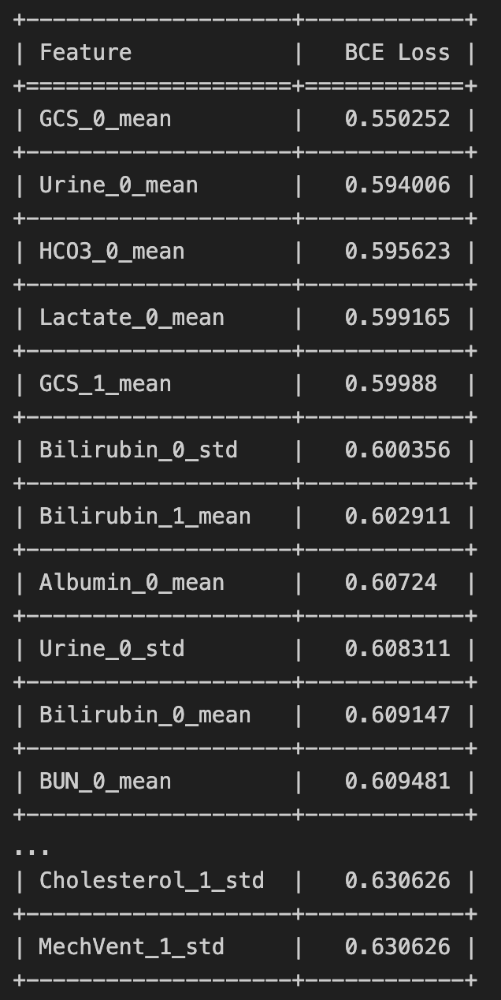 +--------------------+------------+
| Feature            |   BCE Loss |
+====================+============+
| GCS_0_mean         |   0.550252 |
+--------------------+------------+
| Urine_0_mean       |   0.594006 |
+--------------------+------------+
| HCO3_0_mean        |   0.595623 |
+--------------------+------------+
| Lactate_0_mean     |   0.599165 |
+--------------------+------------+
| GCS_1_mean         |   0.59988  |
+--------------------+------------+
| Bilirubin_0_std    |   0.600356 |
+--------------------+------------+
| Bilirubin_1_mean   |   0.602911 |
+--------------------+------------+
| Albumin_0_mean     |   0.60724  |
+--------------------+------------+
| Urine_0_std        |   0.608311 |
+--------------------+------------+
| Bilirubin_0_mean   |   0.609147 |
+--------------------+------------+
| BUN_0_mean         |   0.609481 |
+--------------------+------------+
...
| Cholesterol_1_std  |   0.630626 |
+--------------------+------------+
| MechVent_1_std     |   0.630626 |
+--------------------+------------+